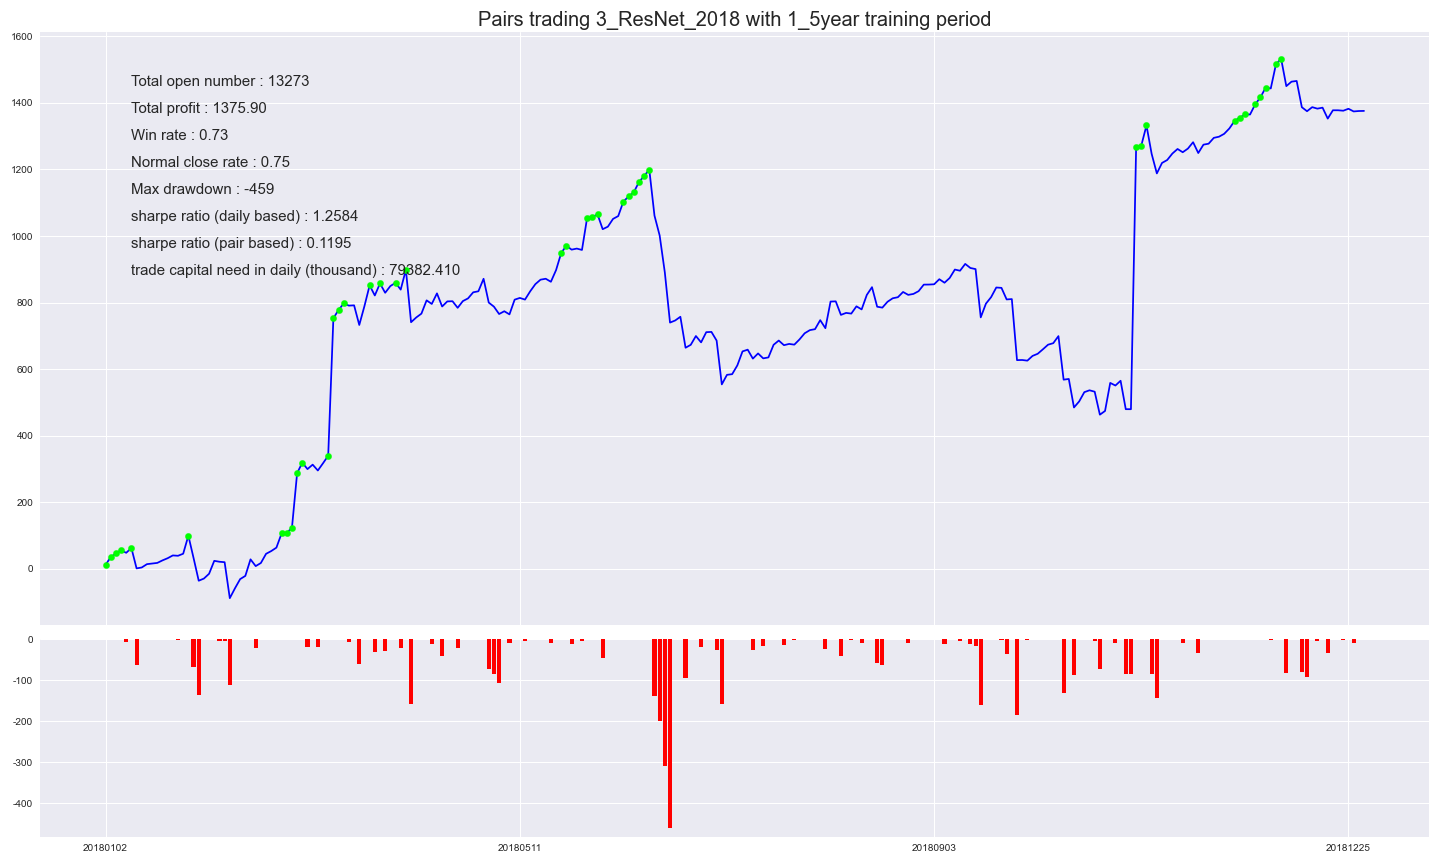 Pairs trading 3_ResNet_2018 with 1_5year training period
1600
1400
1200
1000
800
600
400
200
0
Total open number : 13273
Total profit : 1375.90
Win rate : 0.73
Normal close rate : 0.75
Max drawdown : -459
sharpe ratio (daily based) : 1.2584
sharpe ratio (pair based) : 0.1195
trade capital need in daily (thousand) : 79382.410
0
-100
-200
-300
-400
20180102
20180511
20180903
20181225